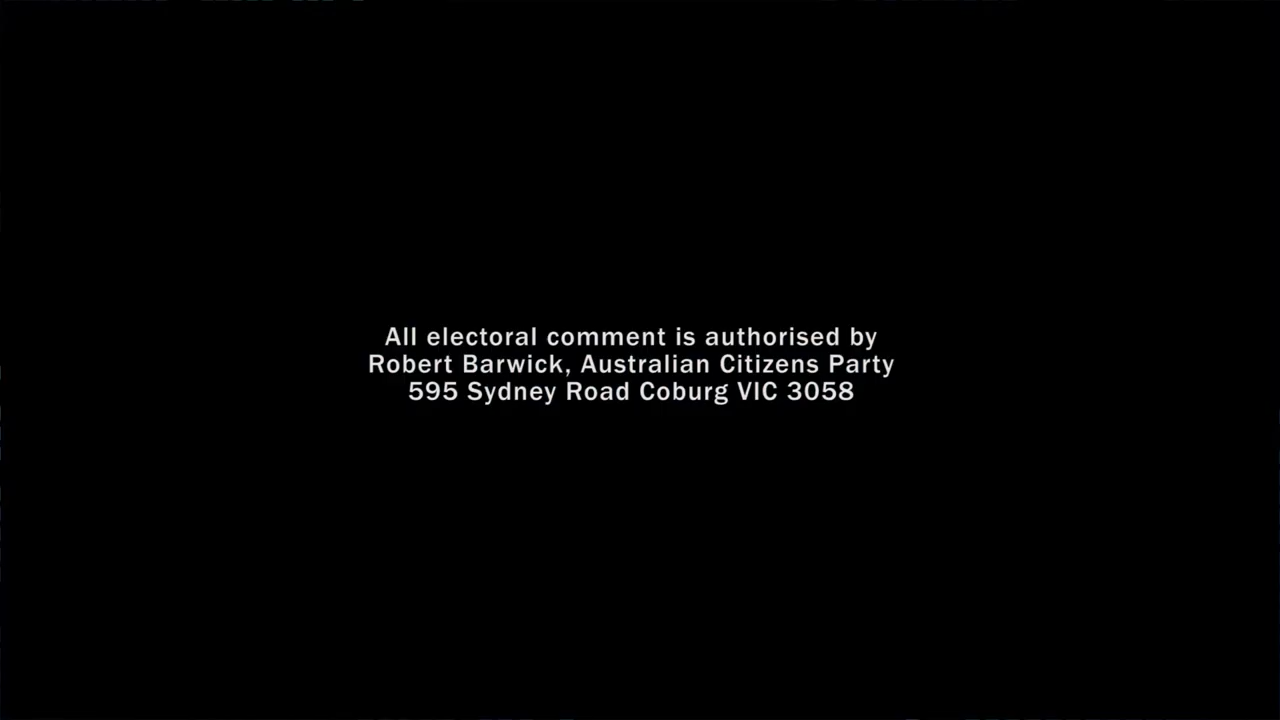 All electoral comment is authorised by
Robert Barwick, Australian Citizens Party
595 Sydney Road Coburg VIC 3058